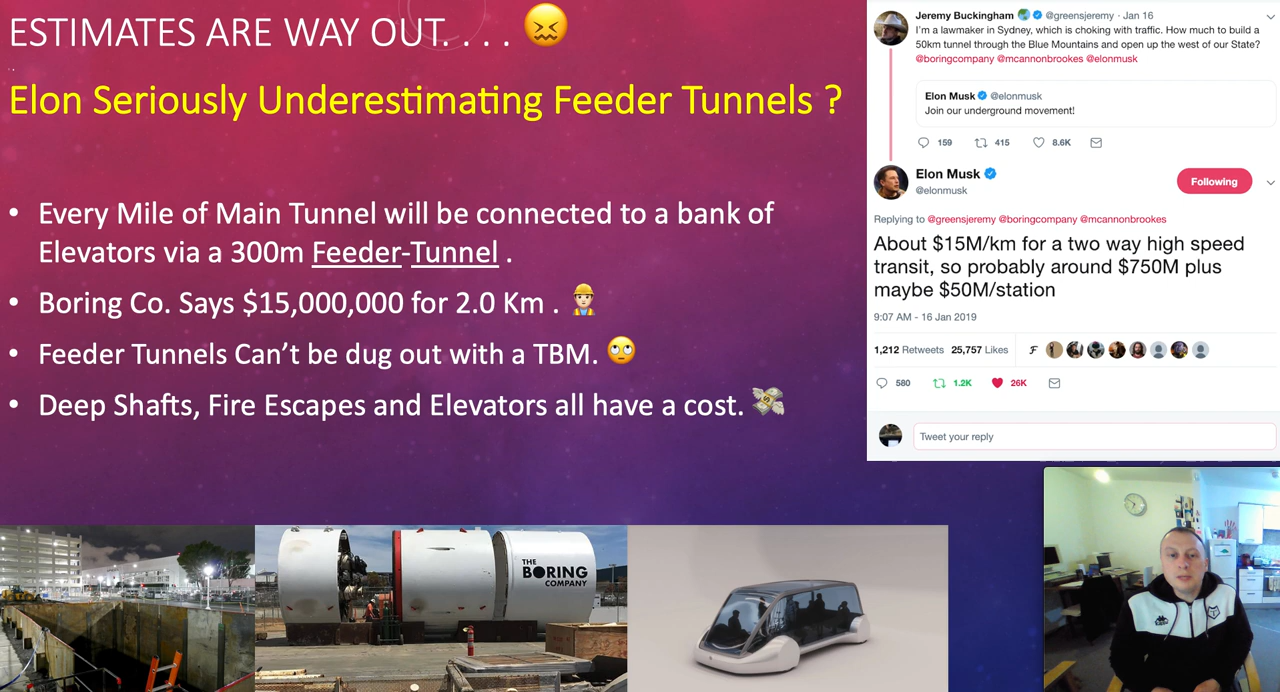 ESTIMATES ARE WAY OUT. . . . 😖
Elon Seriously Underestimating Feeder Tunnels ?
• Every Mile of Main Tunnel will be connected to a bank of
Elevators via a 300m Feeder-Tunnel .
• Boring Co. Says $15,000,000 for 2.0 Km . 👷
• Feeder Tunnels Can’t be dug out with a TBM. 🙄
• Deep Shafts, Fire Escapes and Elevators all have a cost. 💸
Jeremy Buckingham @greensjeremy · Jan 16
I'm a lawmaker in Sydney, which is choking with traffic. How much to build a
50km tunnel through the Blue Mountains and open up the west of our State?
@boringcompany @mcannonbrookes @elonmusk
Elon Musk @elonmusk
Join our underground movement!
159 415 8.6K
Elon Musk
@elonmusk
Following
Replying to @greensjeremy @boringcompany @mcannonbrookes
About $15M/km for a two way high speed
transit, so probably around $750M plus
maybe $50M/station
9:07 AM - 16 Jan 2019
1,212 Retweets 25,757 Likes
580 1.2K 26K
Tweet your reply
THE
BORING
COMPANY